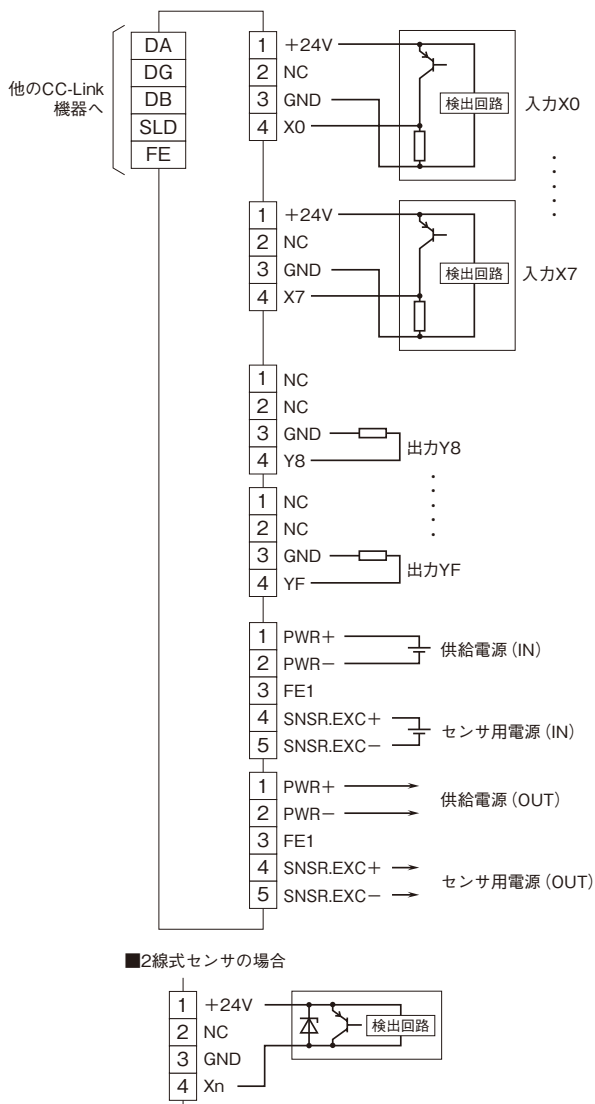 他のCC-Link
機器へ
DA
DG
DB
SLD
FE
1 +24V
2 NC
3 GND
4 X0
検出回路
入力X0
1 +24V
2 NC
3 GND
4 X7
検出回路
入力X7
1 NC
2 NC
3 GND
4 Y8
出力Y8
1 NC
2 NC
3 GND
4 YF
出力YF
1 PWR+
2 PWR−
3 FE1
4 SNSR.EXC+
5 SNSR.EXC−
供給電源(IN)
センサ用電源(IN)
1 PWR+
2 PWR−
3 FE1
4 SNSR.EXC+
5 SNSR.EXC−
供給電源(OUT)
センサ用電源(OUT)
■2線式センサの場合
1 +24V
2 NC
3 GND
4 Xn
検出回路